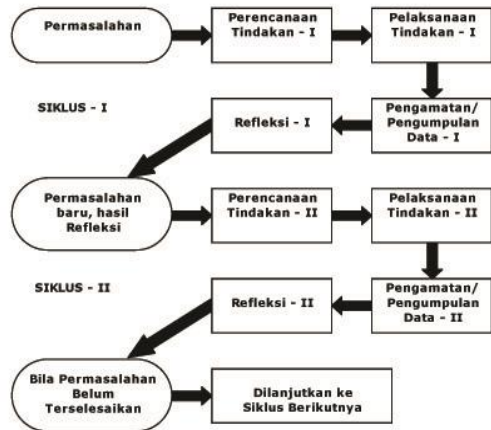 Permasalahan
Perencanaan
Tindakan - I
Pelaksanaan
Tindakan - I
SIKLUS - I
Refleksi - I
Pengamatan/
Pengumpulan
Data - I
Permasalahan
baru, hasil
Refleksi
Perencanaan
Tindakan - II
Pelaksanaan
Tindakan - II
SIKLUS - II
Refleksi - II
Pengamatan/
Pengumpulan
Data - II
Bila Permasalahan
Belum
Terselesaikan
Dilanjutkan ke
Siklus Berikutnya